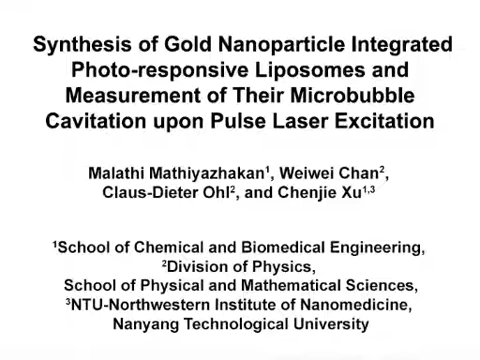 Synthesis of Gold Nanoparticle Integrated
Photo-responsive Liposomes and
Measurement of Their Microbubble
Cavitation upon Pulse Laser Excitation
Malathi Mathiyazhakan¹, Weiwei Chan²,
Claus-Dieter Ohl², and Chenjie Xu¹,³
¹School of Chemical and Biomedical Engineering,
²Division of Physics,
School of Physical and Mathematical Sciences,
³NTU-Northwestern Institute of Nanomedicine,
Nanyang Technological University